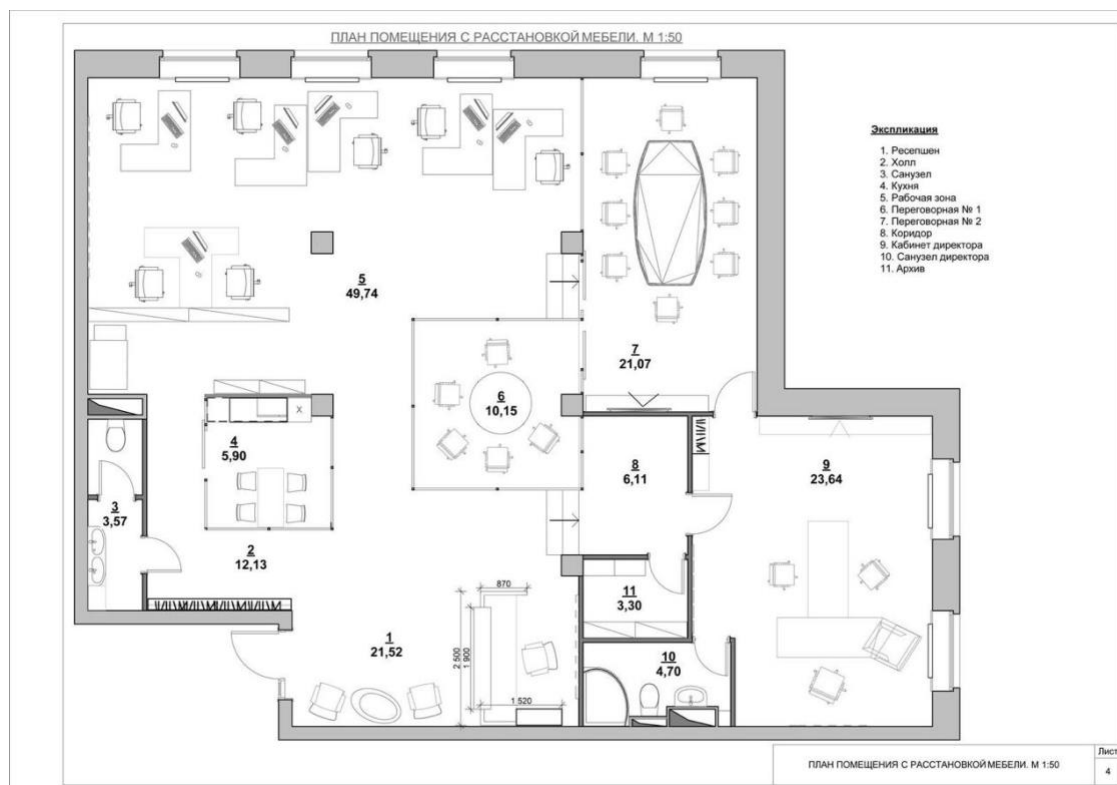 ПЛАН ПОМЕЩЕНИЯ С РАССТАНОВКОЙ МЕБЕЛИ. М 1:50
Экспликация
1. Ресепшен
2. Холл
3. Санузел
4. Кухня
5. Рабочая зона
6. Переговорная № 1
7. Переговорная № 2
8. Коридор
9. Кабинет директора
10. Санузел директора
11. Архив
5
49,74
7
21,07
6
10,15
X
4
5,90
8
6,11
9
23,64
3
3,57
2
12,13
870
11
3,30
1
21,52
2 500
1 900
1 520
10
4,70
ПЛАН ПОМЕЩЕНИЯ С РАССТАНОВКОЙ МЕБЕЛИ. М 1:50
Лист
4